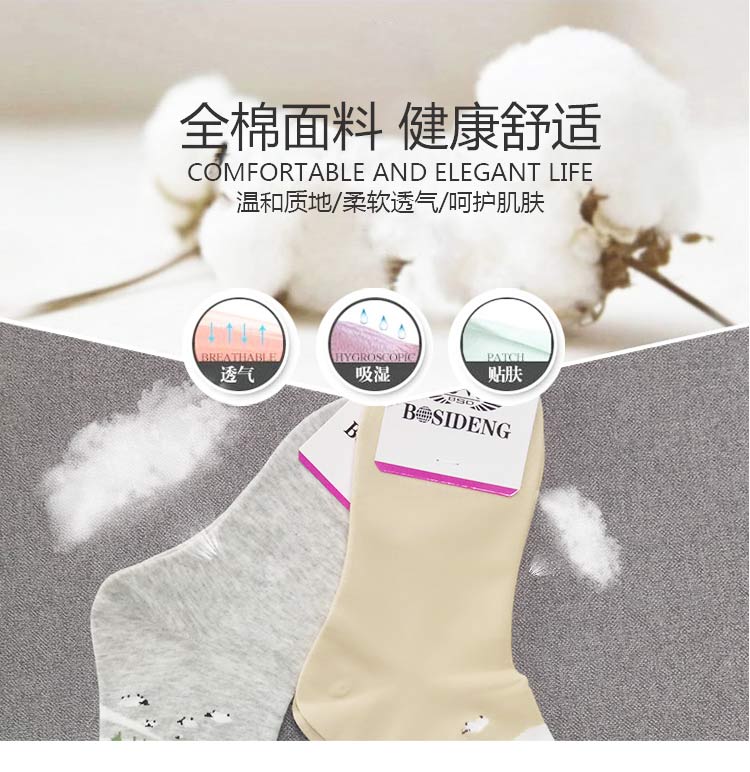 全棉面料 健康舒适
COMFORTABLE AND ELEGANT LIFE
温和质地/柔软透气/呵护肌肤
BREATHABLE
透气
HYGROSCOPIC
吸湿
PATCH
贴肤
BSD
BOSIDENG
B